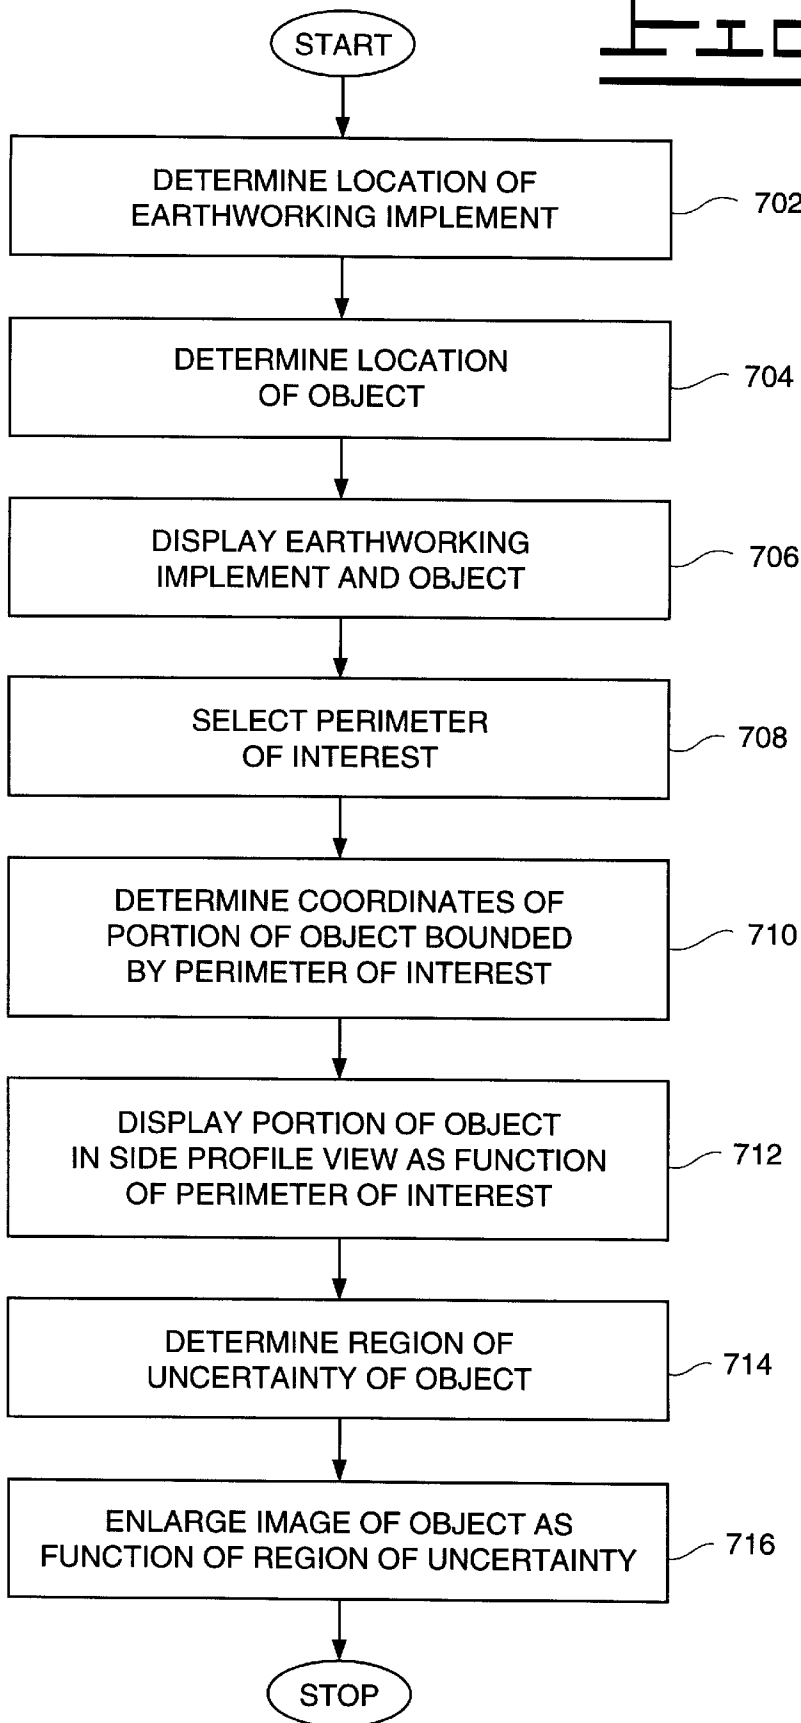 START
DETERMINE LOCATION OF
EARTHWORKING IMPLEMENT
702
DETERMINE LOCATION
OF OBJECT
704
DISPLAY EARTHWORKING
IMPLEMENT AND OBJECT
706
SELECT PERIMETER
OF INTEREST
708
DETERMINE COORDINATES OF
PORTION OF OBJECT BOUNDED
BY PERIMETER OF INTEREST
710
DISPLAY PORTION OF OBJECT
IN SIDE PROFILE VIEW AS FUNCTION
OF PERIMETER OF INTEREST
712
DETERMINE REGION OF
UNCERTAINTY OF OBJECT
714
ENLARGE IMAGE OF OBJECT AS
FUNCTION OF REGION OF UNCERTAINTY
716
STOP